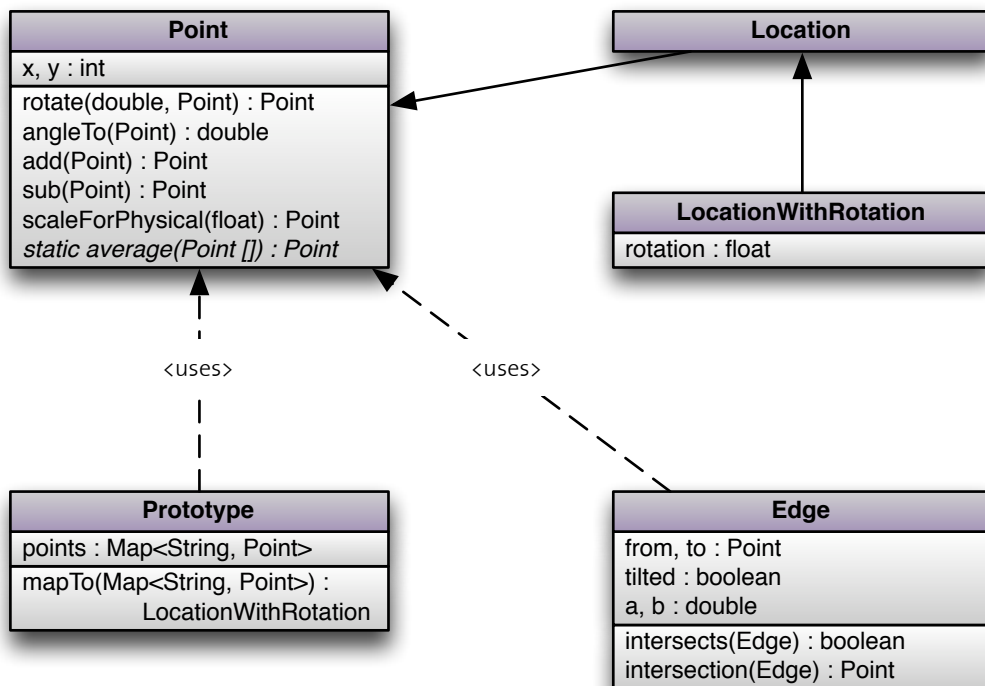 Point
x, y : int
rotate(double, Point) : Point
angleTo(Point) : double
add(Point) : Point
sub(Point) : Point
scaleForPhysical(float) : Point
static average(Point []) : Point
Location
LocationWithRotation
rotation : float
<uses>
<uses>
Prototype
points : Map<String, Point>
mapTo(Map<String, Point>) :
LocationWithRotation
Edge
from, to : Point
tilted : boolean
a, b : double
intersects(Edge) : boolean
intersection(Edge) : Point